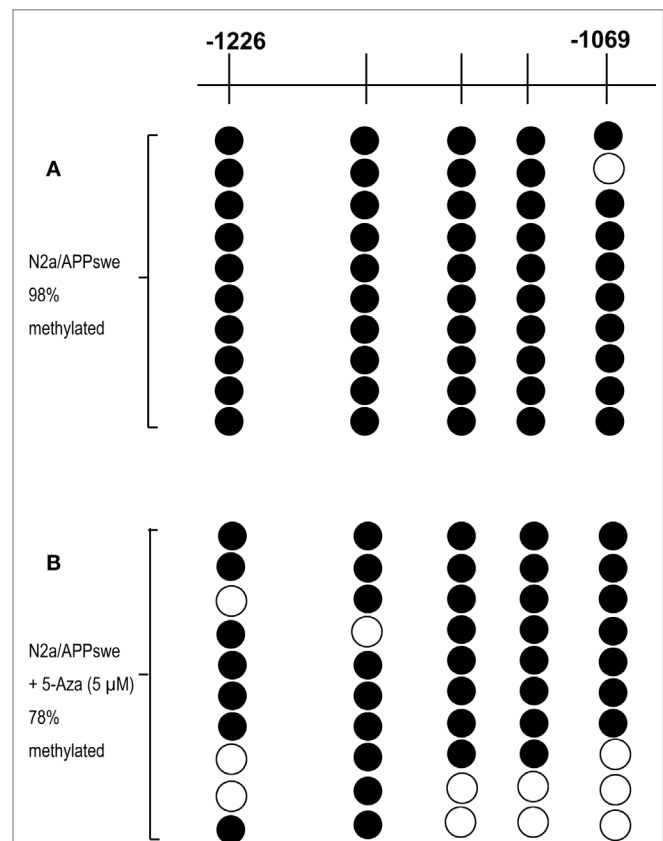 -1226 -1069
A
N2a/APPswe
98%
methylated
B
N2a/APPswe
+ 5-Aza (5 µM)
78%
methylated